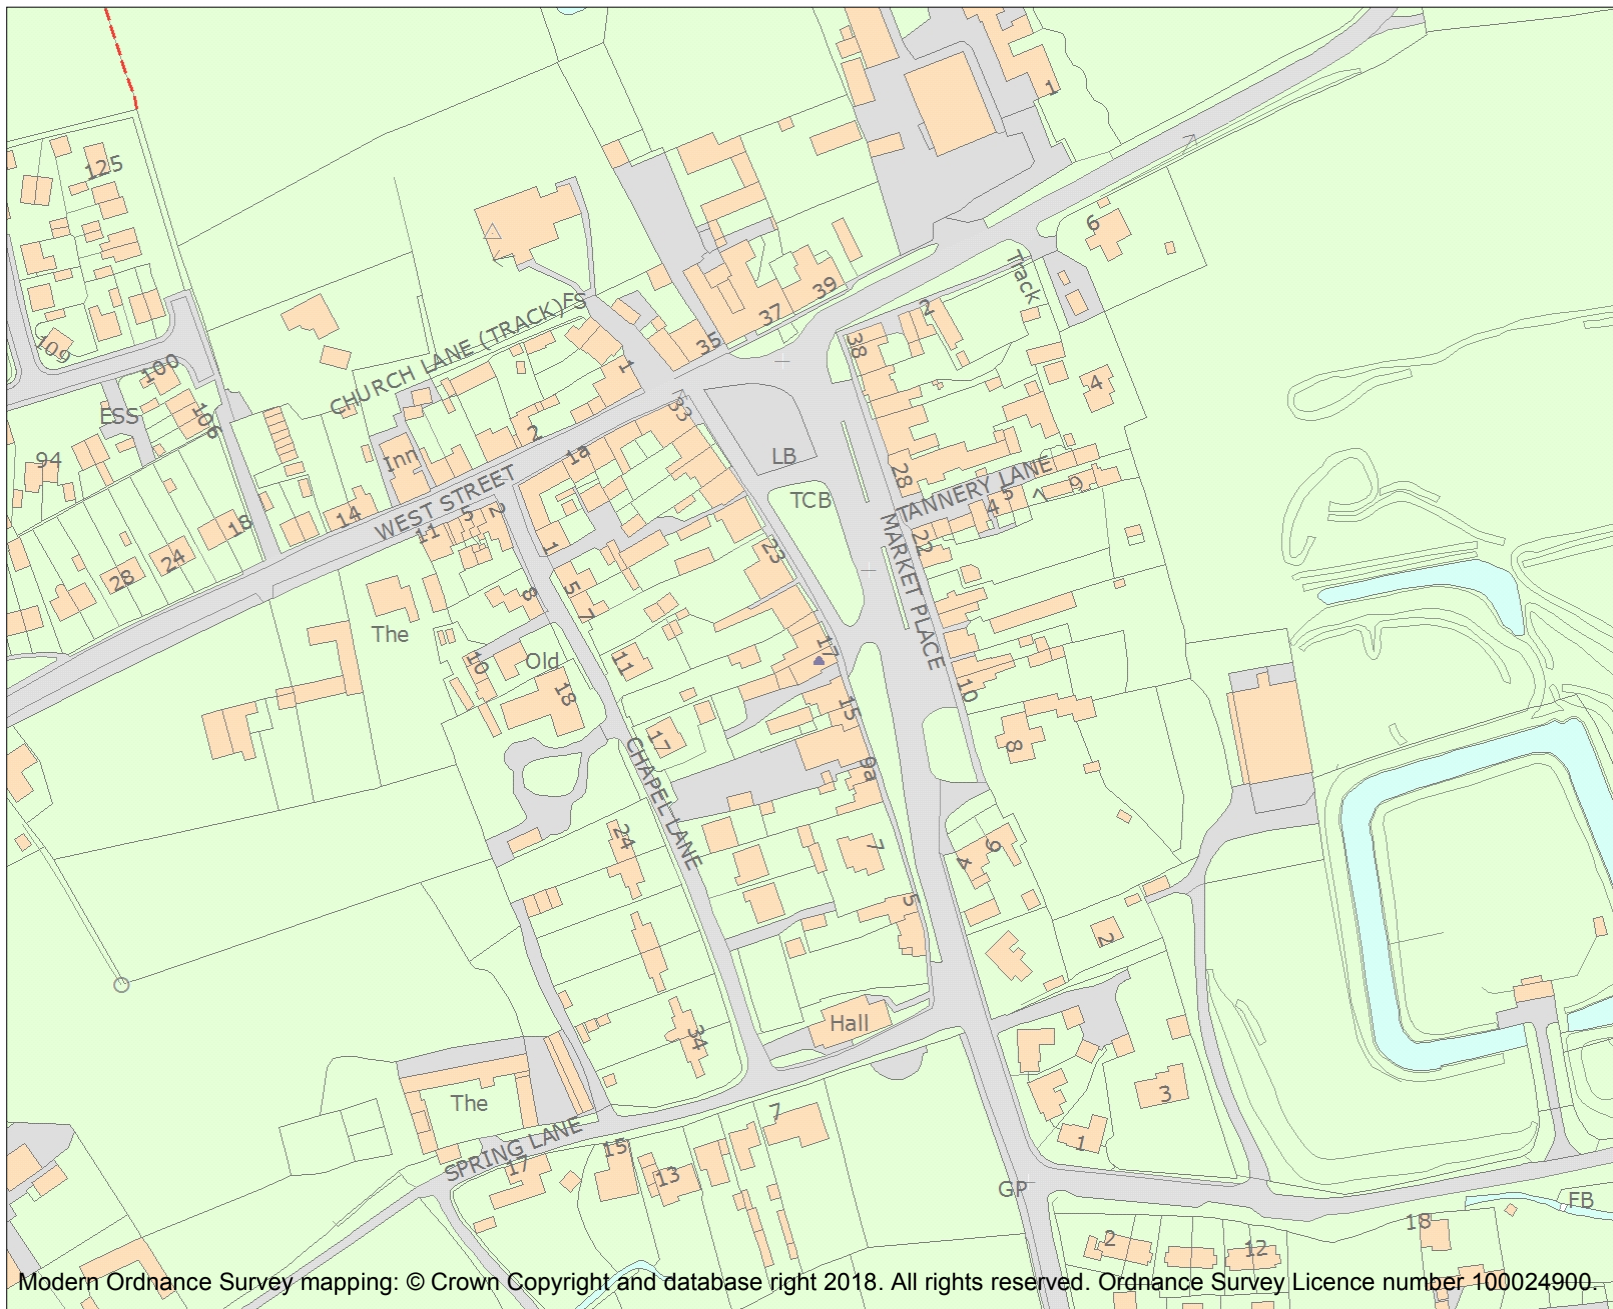 1
125
6
Track
FS
39
37
2
109
35
38
100
CHURCH LANE (TRACK)
1
4
106
33
ESS
2
1a
LB
Inn
94
28
TANNERY LANE
9
7
5
4
TCB
WEST STREET
14
18
11
5
2
22
MARKET PLACE
24
28
1
23
5
7
8
The
17
Old
11
10
18
10
15
17
8
9a
CHAPEL LANE
24
7
6
4
5
2
Hall
34
The
3
7
1
SPRING LANE
15
17
13
GP
FB
18
2
12
Modern Ordnance Survey mapping: © Crown Copyright and database right 2018. All rights reserved. Ordnance Survey Licence number 100024900.